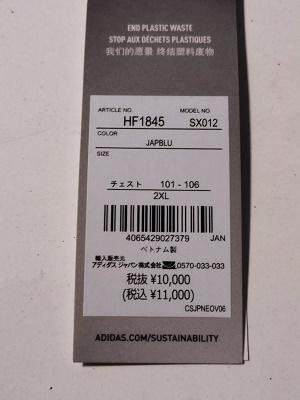 END PLASTIC WASTE
STOP AUX DÉCHETS PLASTIQUES
我们的愿景 终结塑料废物
ARTICLE NO. MODEL NO.
HF1845 SX012
COLOR
JAPBLU
SIZE
チェスト 101 - 106
2XL
4065429027379 JAN
ベトナム製
輸入販売元
アディダス ジャパン株式会社 0570-033-033
税抜 ¥10,000
(税込 ¥11,000)
CSJPNEOV06
ADIDAS.COM/SUSTAINABILITY